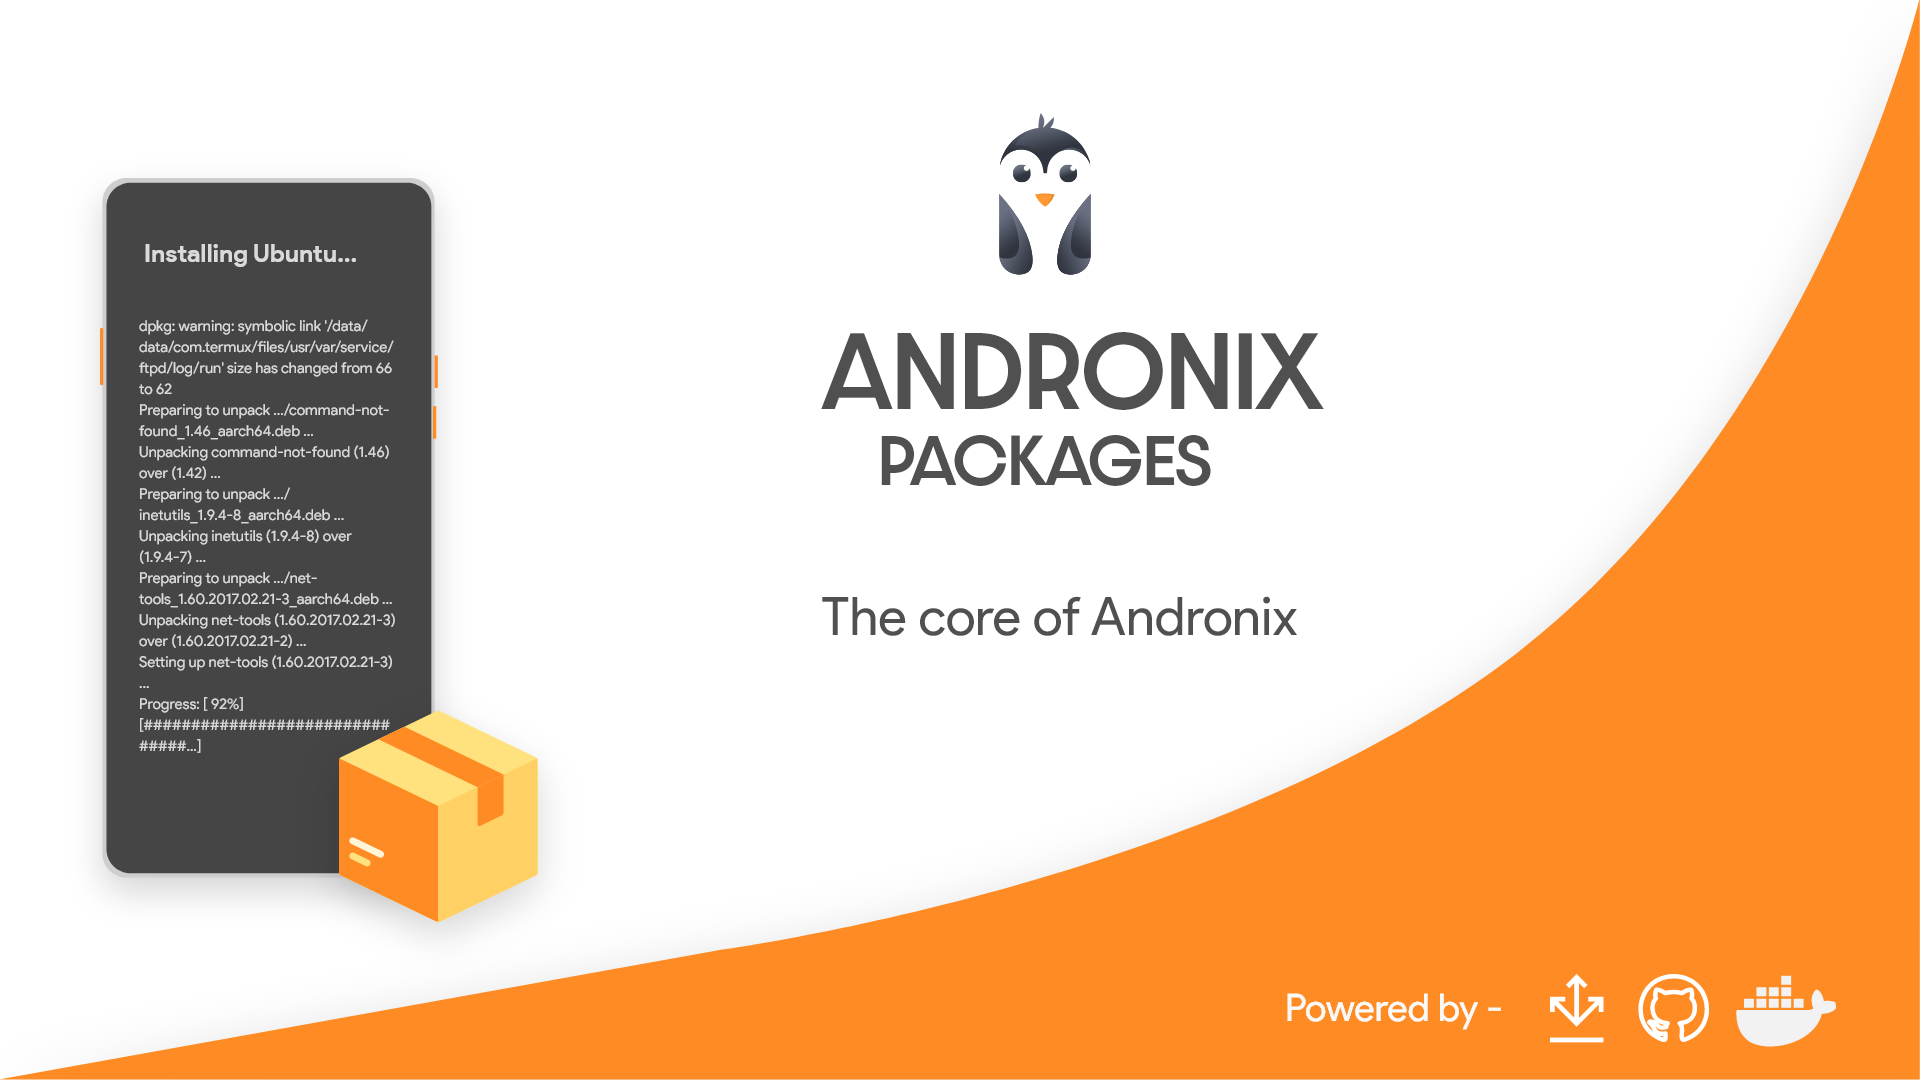 Installing Ubuntu...
dpkg: warning: symbolic link '/data/
data/com.termux/files/usr/var/service/
ftpd/log/run' size has changed from 66
to 62
Preparing to unpack .../command-not-
found_1.46_aarch64.deb ...
Unpacking command-not-found (1.46)
over (1.42) ...
Preparing to unpack .../
inetutils_1.9.4-8_aarch64.deb ...
Unpacking inetutils (1.9.4-8) over
(1.9.4-7) ...
Preparing to unpack .../net-
tools_1.60.2017.02.21-3_aarch64.deb ...
Unpacking net-tools (1.60.2017.02.21-3)
over (1.60.2017.02.21-2) ...
Setting up net-tools (1.60.2017.02.21-3)
...
Progress: [ 92%]
[##########################
#####...]
ANDRONIX
PACKAGES
The core of Andronix
Powered by -